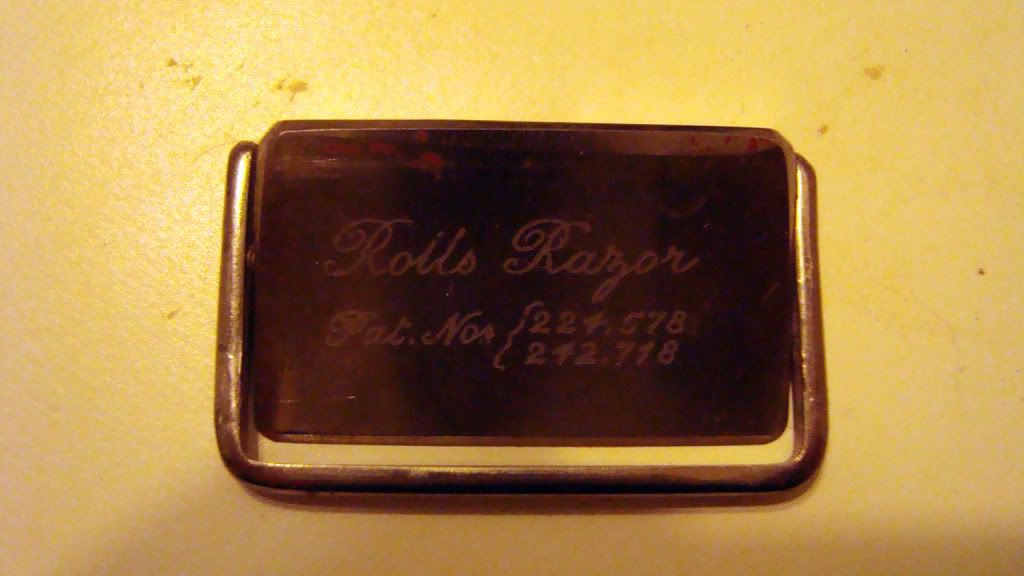 Rolls Razor
Pat. Nos. { 224.578
242.718